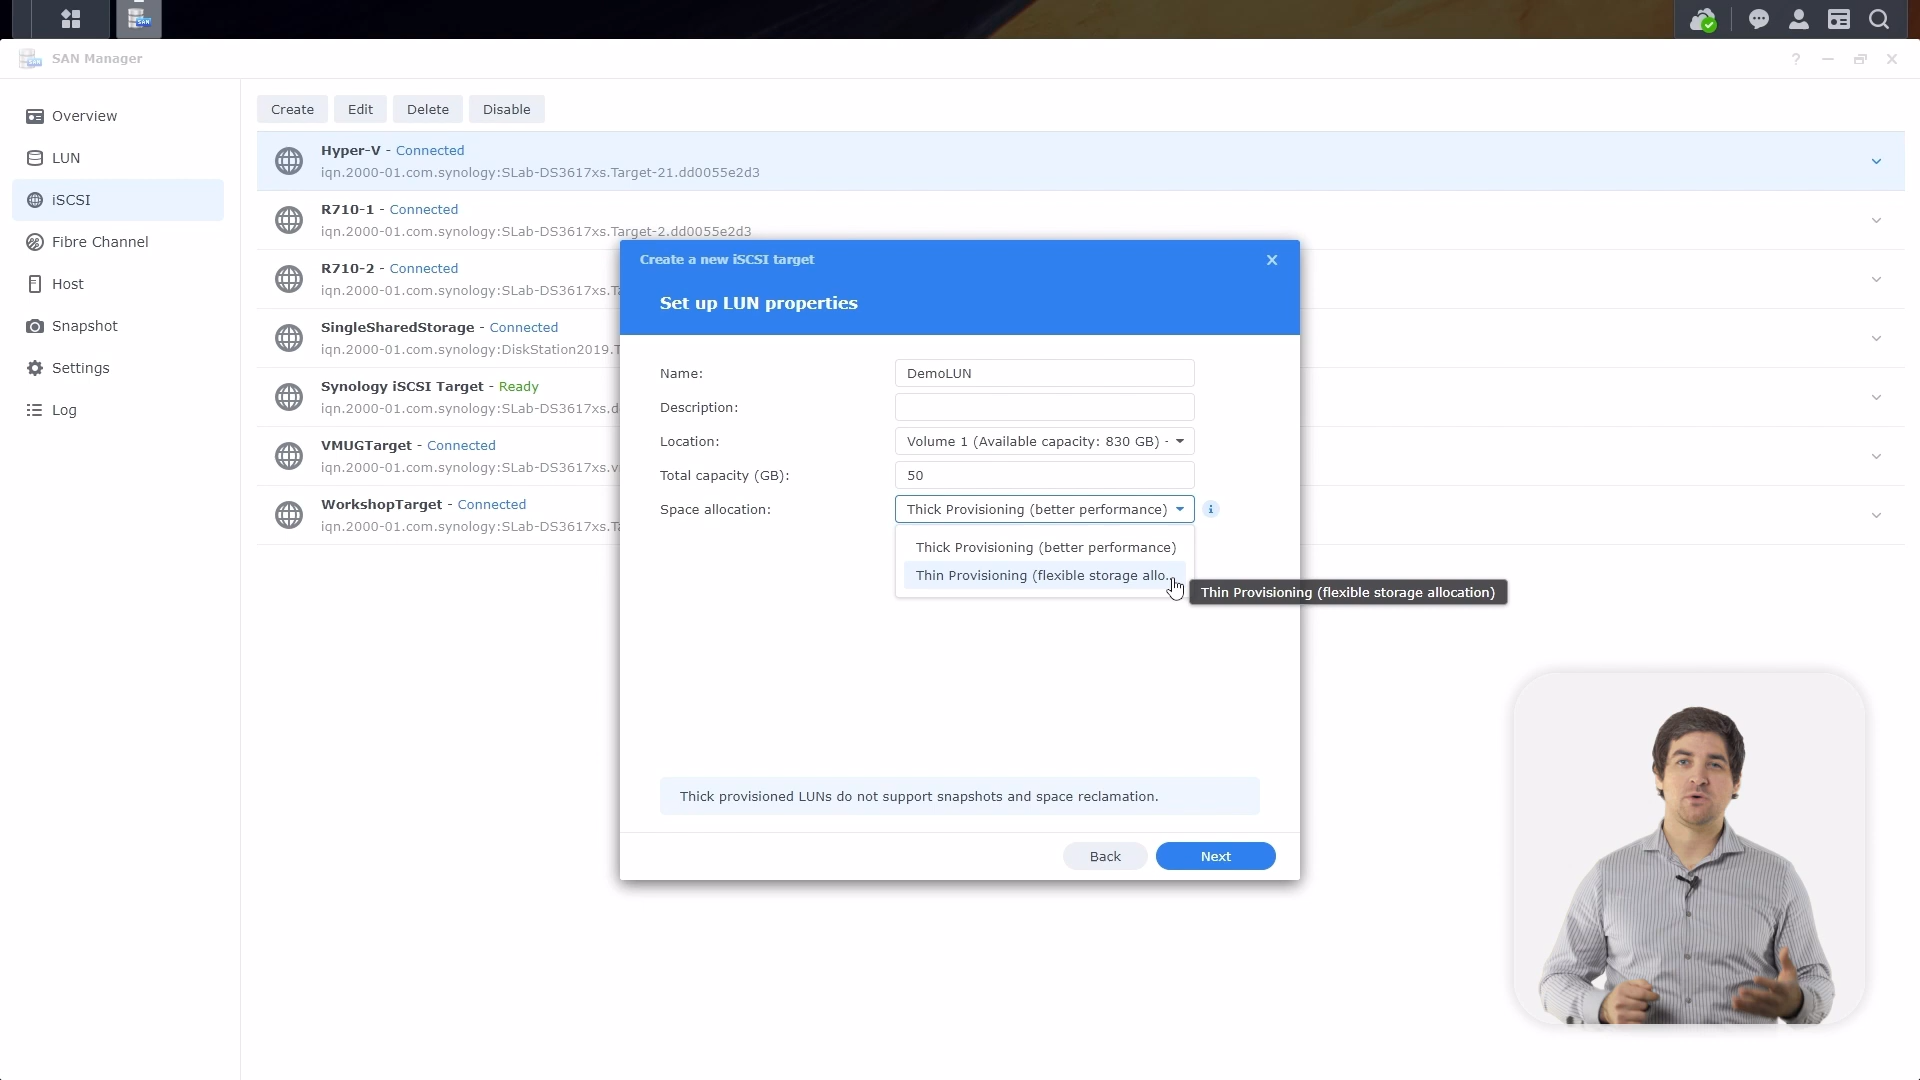 SAN
SAN Manager
?
Overview
LUN
iSCSI
Fibre Channel
Host
Snapshot
Settings
Log
Create Edit Delete Disable
Hyper-V - Connected
iqn.2000-01.com.synology:SLab-DS3617xs.Target-21.dd0055e2d3
R710-1 - Connected
iqn.2000-01.com.synology:SLab-DS3617xs.Target-2.dd0055e2d3
R710-2 - Connected
iqn.2000-01.com.synology:SLab-DS3617xs.Ta
SingleSharedStorage - Connected
iqn.2000-01.com.synology:DiskStation2019.T
Synology iSCSI Target - Ready
iqn.2000-01.com.synology:SLab-DS3617xs.d
VMUGTarget - Connected
iqn.2000-01.com.synology:SLab-DS3617xs.v
WorkshopTarget - Connected
iqn.2000-01.com.synology:SLab-DS3617xs.Ta
Create a new iSCSI target
Set up LUN properties
Name: DemoLUN
Description:
Location: Volume 1 (Available capacity: 830 GB) -
Total capacity (GB): 50
Space allocation: Thick Provisioning (better performance)
Thick Provisioning (better performance)
Thin Provisioning (flexible storage allo...
Thin Provisioning (flexible storage allocation)
Thick provisioned LUNs do not support snapshots and space reclamation.
Back Next